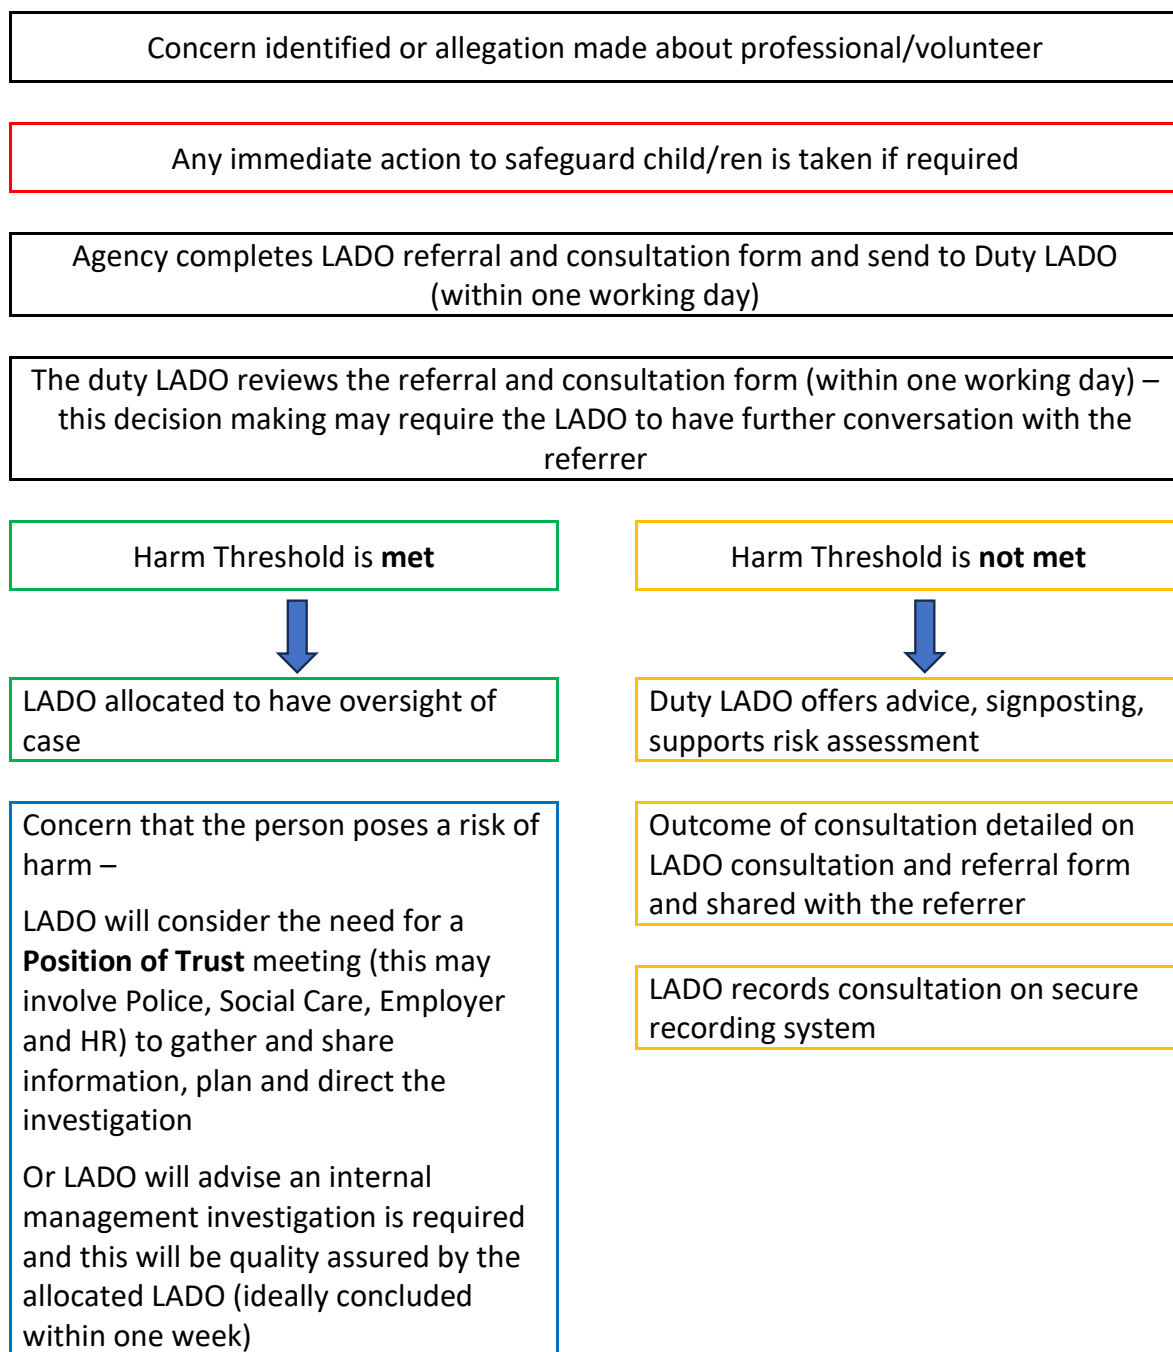 Concern identified or allegation made about professional/volunteer
Any immediate action to safeguard child/ren is taken if required
Agency completes LADO referral and consultation form and send to Duty LADO
(within one working day)
The duty LADO reviews the referral and consultation form (within one working day) –
this decision making may require the LADO to have further conversation with the
referrer
Harm Threshold is met
LADO allocated to have oversight of
case
Concern that the person poses a risk of
harm –
LADO will consider the need for a
Position of Trust meeting (this may
involve Police, Social Care, Employer
and HR) to gather and share
information, plan and direct the
investigation
Or LADO will advise an internal
management investigation is required
and this will be quality assured by the
allocated LADO (ideally concluded
within one week)
Harm Threshold is not met
Duty LADO offers advice, signposting,
supports risk assessment
Outcome of consultation detailed on
LADO consultation and referral form
and shared with the referrer
LADO records consultation on secure
recording system